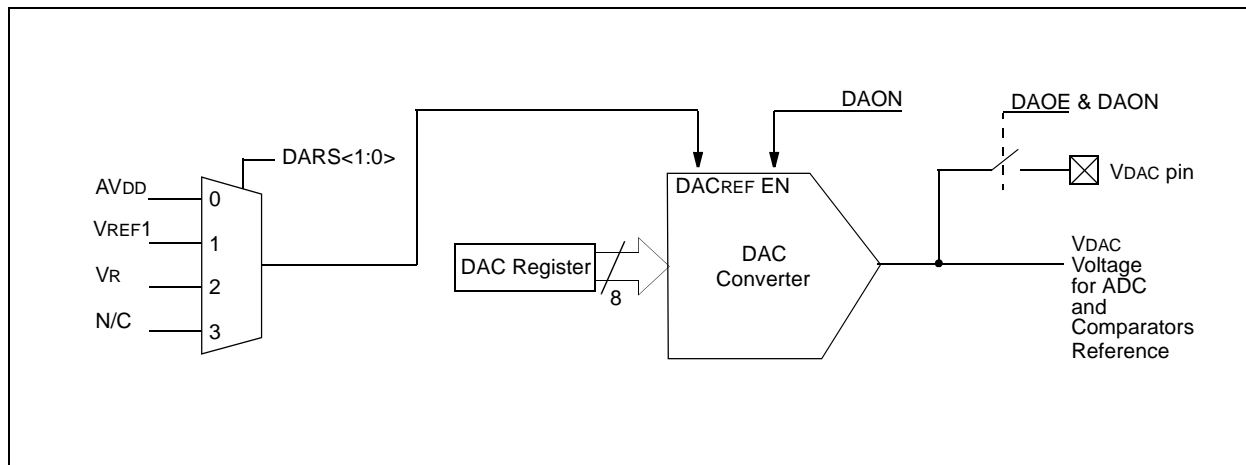 DAON
DAOE & DAON
DARS<1:0>
AVDD
0
VREF1
1
VR
2
N/C
3
DACREF EN
DAC Register
8
DAC
Converter
VDAC pin
VDAC
Voltage
for ADC
and
Comparators
Reference